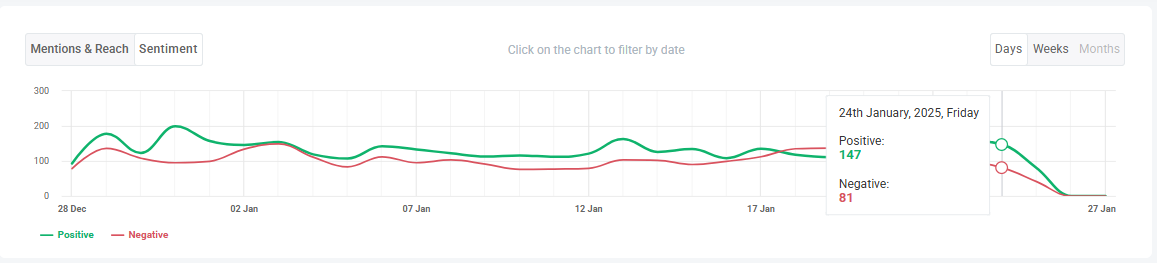 Mentions & Reach Sentiment
Click on the chart to filter by date
Days Weeks Months
300
200
100
0
24th January, 2025, Friday
Positive:
147
Negative:
81
28 Dec 02 Jan 07 Jan 12 Jan 17 Jan 27 Jan
Positive Negative